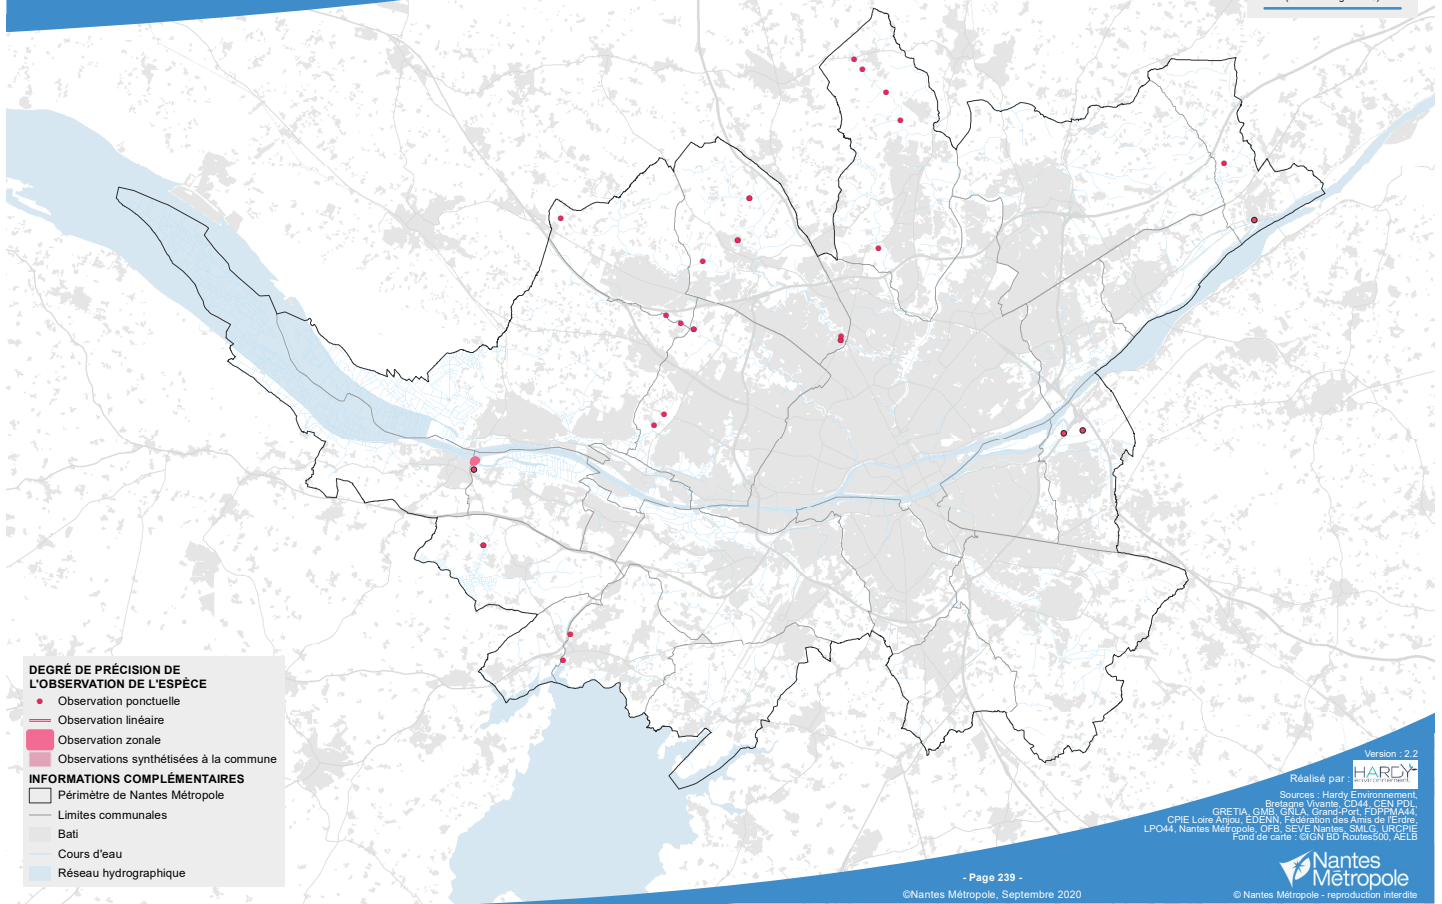 DEGRÉ DE PRÉCISION DE
L'OBSERVATION DE L'ESPÈCE
Observation ponctuelle
Observation linéaire
Observation zonale
Observations synthétisées à la commune
INFORMATIONS COMPLÉMENTAIRES
Périmètre de Nantes Métropole
Limites communales
Bati
Cours d'eau
Réseau hydrographique
Version : 2.2
Réalisé par :
HARDY
environnement
Sources : Hardy Environnement,
Bretagne Vivante, CD44, CEN PDL,
GRETIA, GMB, GNLA, Grand-Port, FDPPMA44,
CPIE Loire Anjou, EDENN, Fédération des Amis de l'Erdre,
LPO44, Nantes Métropole, OFB, SEVE Nantes, SMLG, URCPIE
Fond de carte : ©IGN BD Routes500, AELB
Nantes
Métropole
- Page 239 -
©Nantes Métropole, Septembre 2020
© Nantes Métropole - reproduction interdite